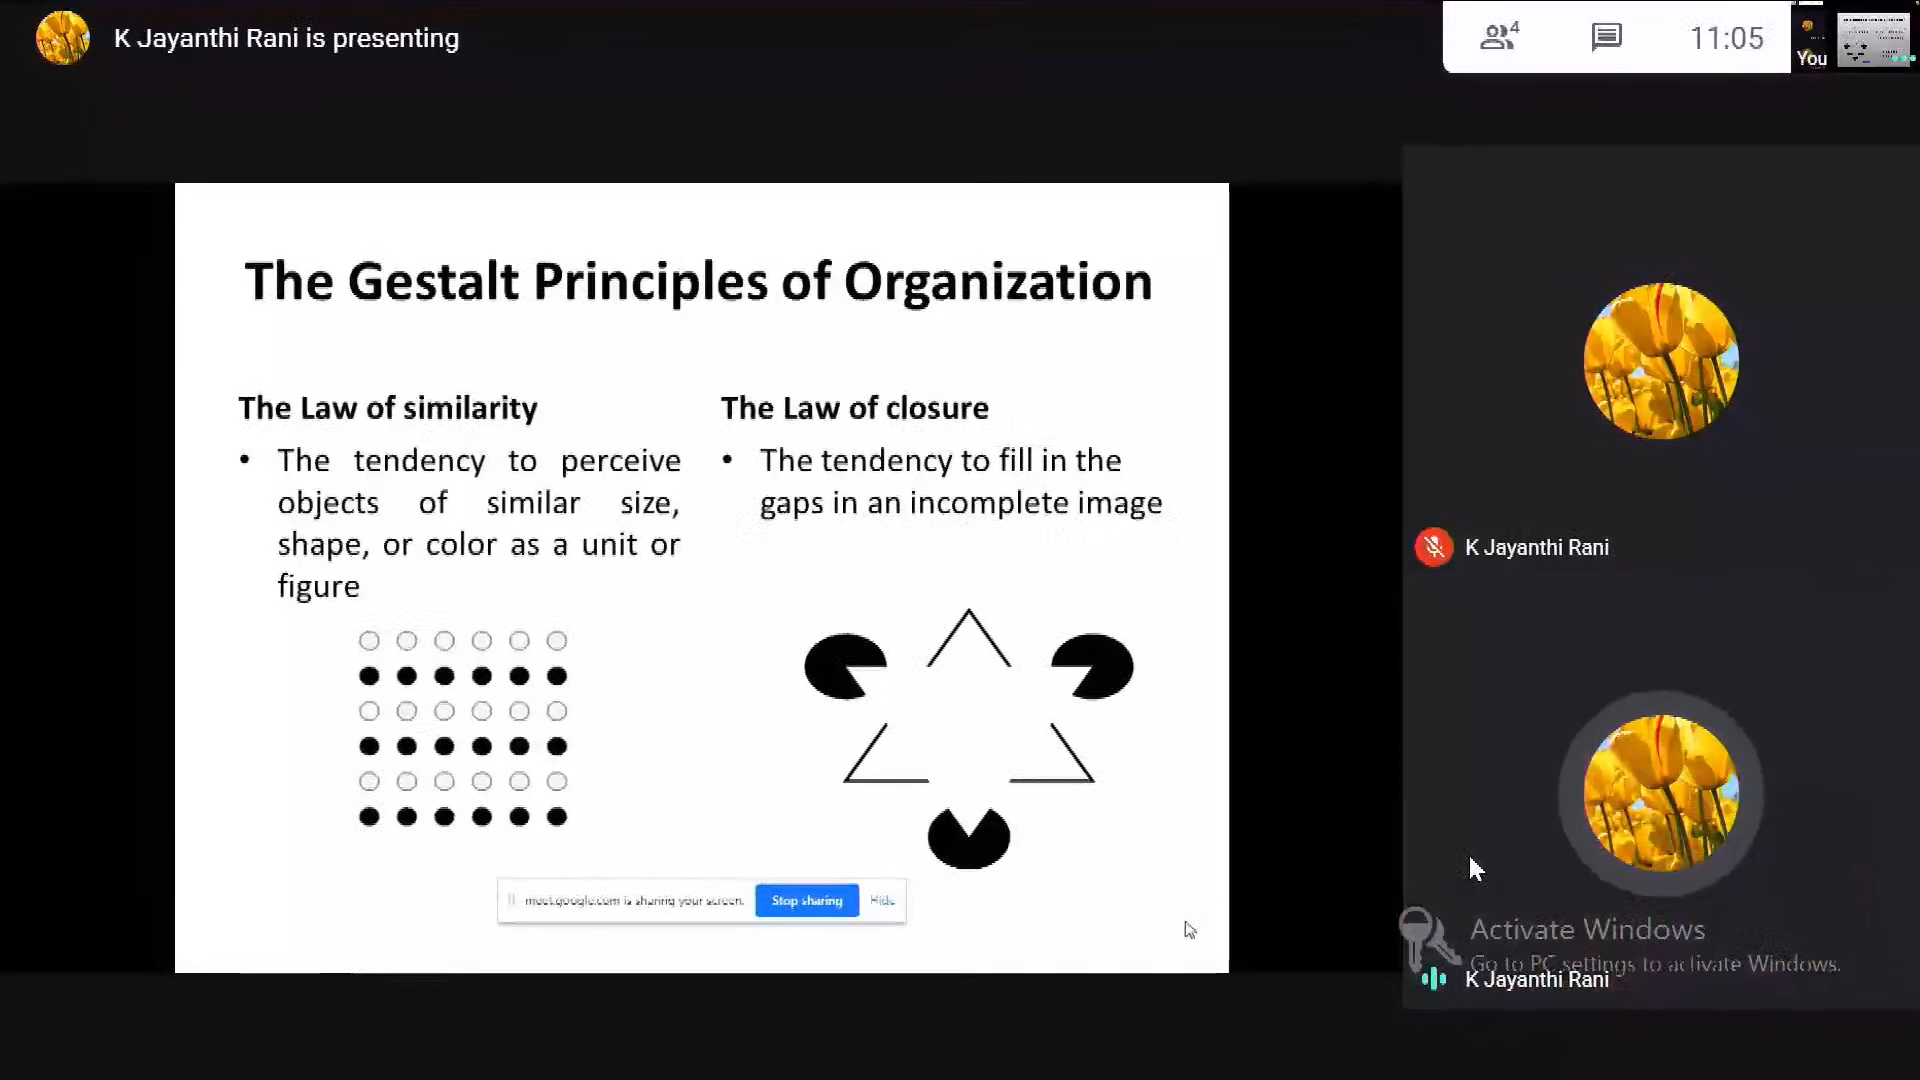 K Jayanthi Rani is presenting
4
11:05
You
The Gestalt Principles of Organization
The Law of similarity
• The tendency to perceive
objects of similar size,
shape, or color as a unit or
figure
The Law of closure
• The tendency to fill in the
gaps in an incomplete image
meet.google.com is sharing your screen.
Stop sharing
Hide
K Jayanthi Rani
Activate Windows
Go to PC settings to activate Windows.
K Jayanthi Rani